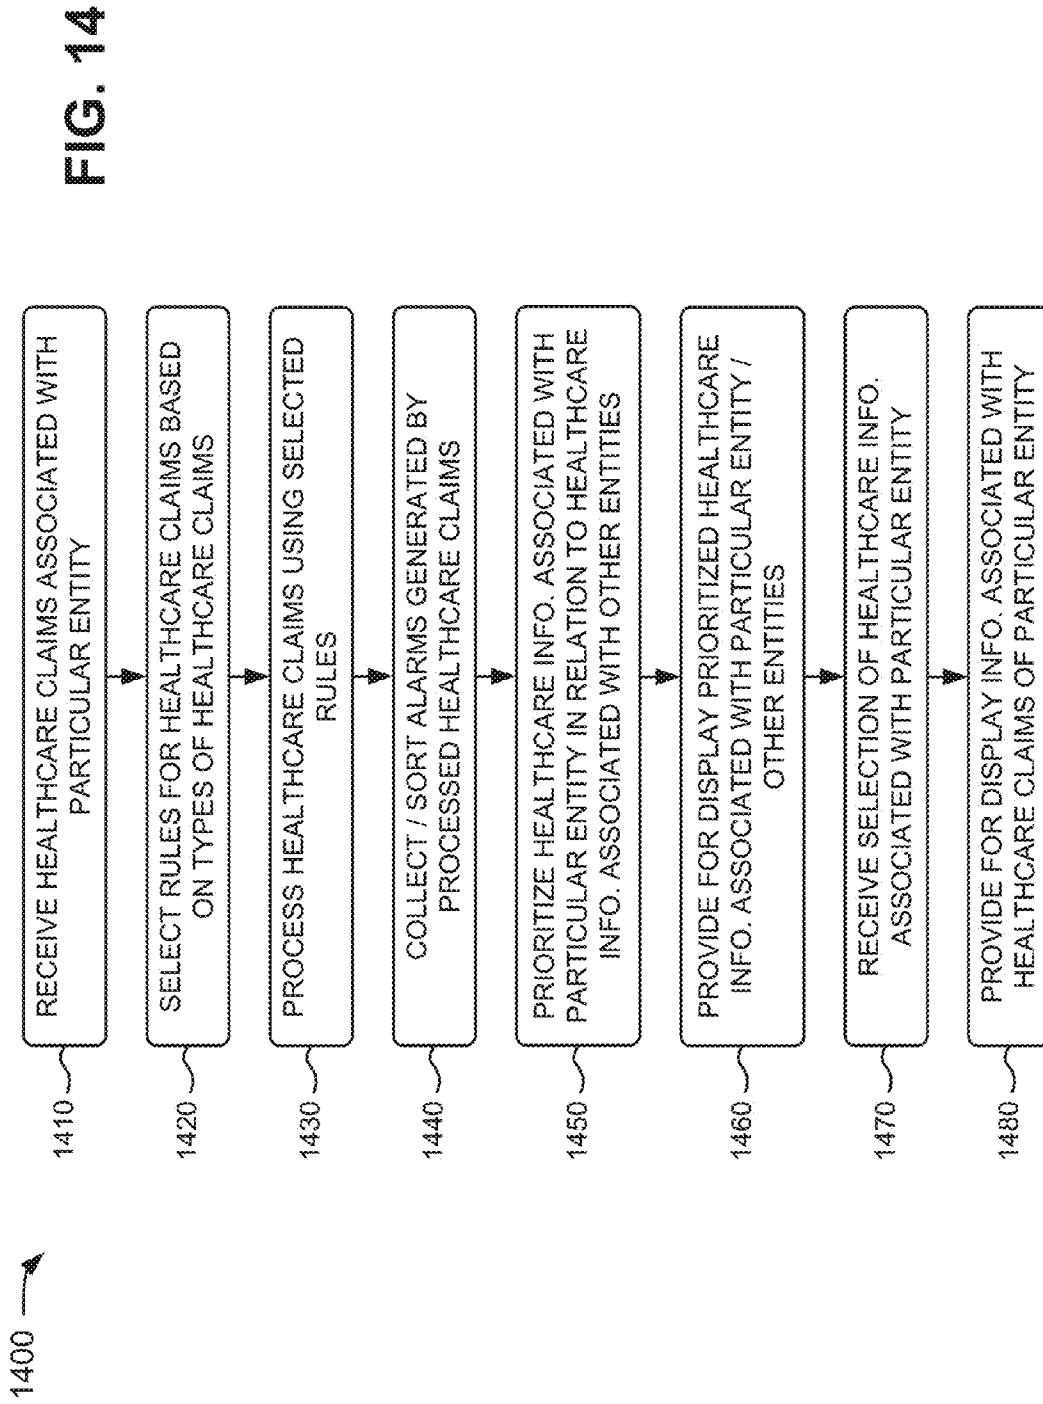 FIG. 14
1400
1410
RECEIVE HEALTHCARE CLAIMS ASSOCIATED WITH
PARTICULAR ENTITY
1420
SELECT RULES FOR HEALTHCARE CLAIMS BASED
ON TYPES OF HEALTHCARE CLAIMS
1430
PROCESS HEALTHCARE CLAIMS USING SELECTED
RULES
1440
COLLECT / SORT ALARMS GENERATED BY
PROCESSED HEALTHCARE CLAIMS
1450
PRIORITIZE HEALTHCARE INFO. ASSOCIATED WITH
PARTICULAR ENTITY IN RELATION TO HEALTHCARE
INFO. ASSOCIATED WITH OTHER ENTITIES
1460
PROVIDE FOR DISPLAY PRIORITIZED HEALTHCARE
INFO. ASSOCIATED WITH PARTICULAR ENTITY /
OTHER ENTITIES
1470
RECEIVE SELECTION OF HEALTHCARE INFO.
ASSOCIATED WITH PARTICULAR ENTITY
1480
PROVIDE FOR DISPLAY INFO. ASSOCIATED WITH
HEALTHCARE CLAIMS OF PARTICULAR ENTITY